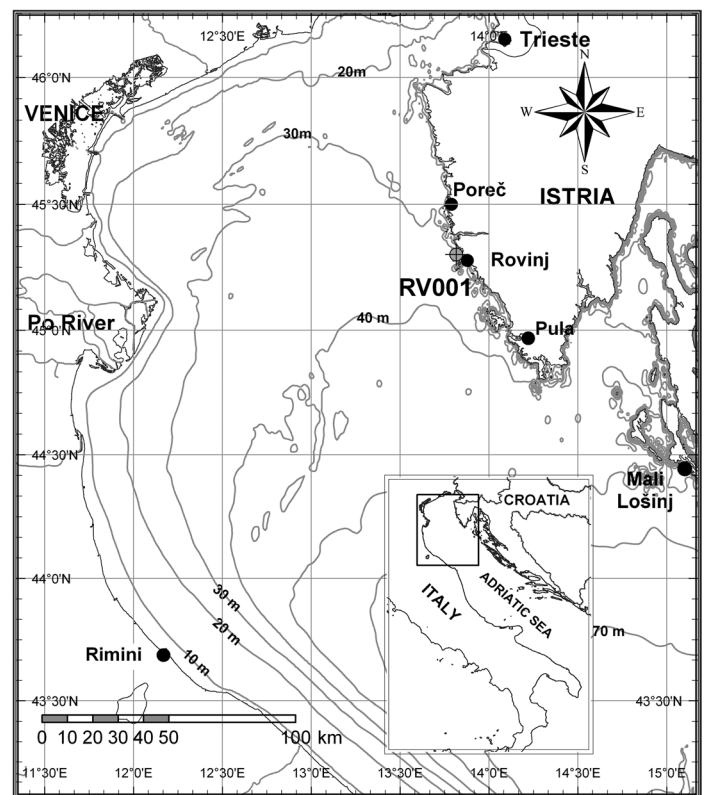 12°30'E
14°0'E
Trieste
N
W
E
S
46°0'N
20m
VENICE
30m
Poreč
ISTRIA
45°30'N
Rovinj
RV001
40 m
Po River
Pula
45°0'N
44°30'N
Mali
Lošinj
CROATIA
44°0'N
ADRIATIC SEA
ITALY
30 m
20 m
10 m
70 m
Rimini
43°30'N
43°30'N
0 10 20 30 40 50
100 km
11°30'E
12°0'E
12°30'E
13°0'E
13°30'E
14°0'E
14°30'E
15°0'E